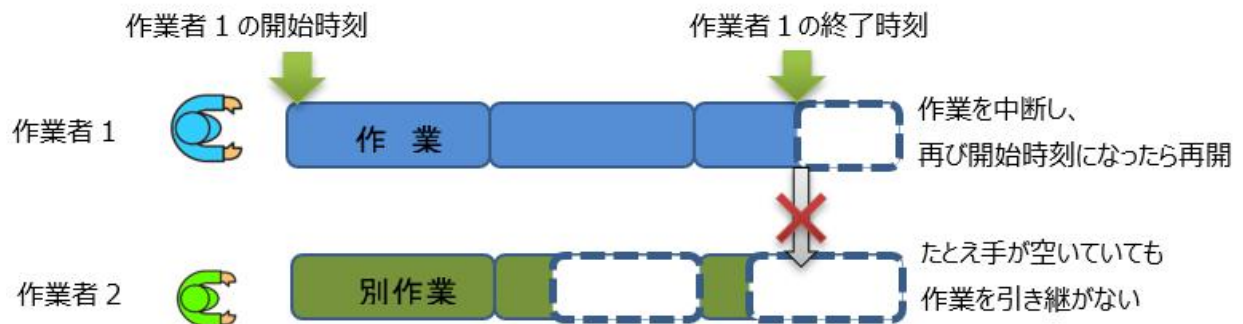 作業者1の開始時刻
作業者1の終了時刻
作業者1
作 業
作業を中断し、
再び開始時刻になったら再開
作業者2
別作業
たとえ手が空いていても
作業を引き継がない